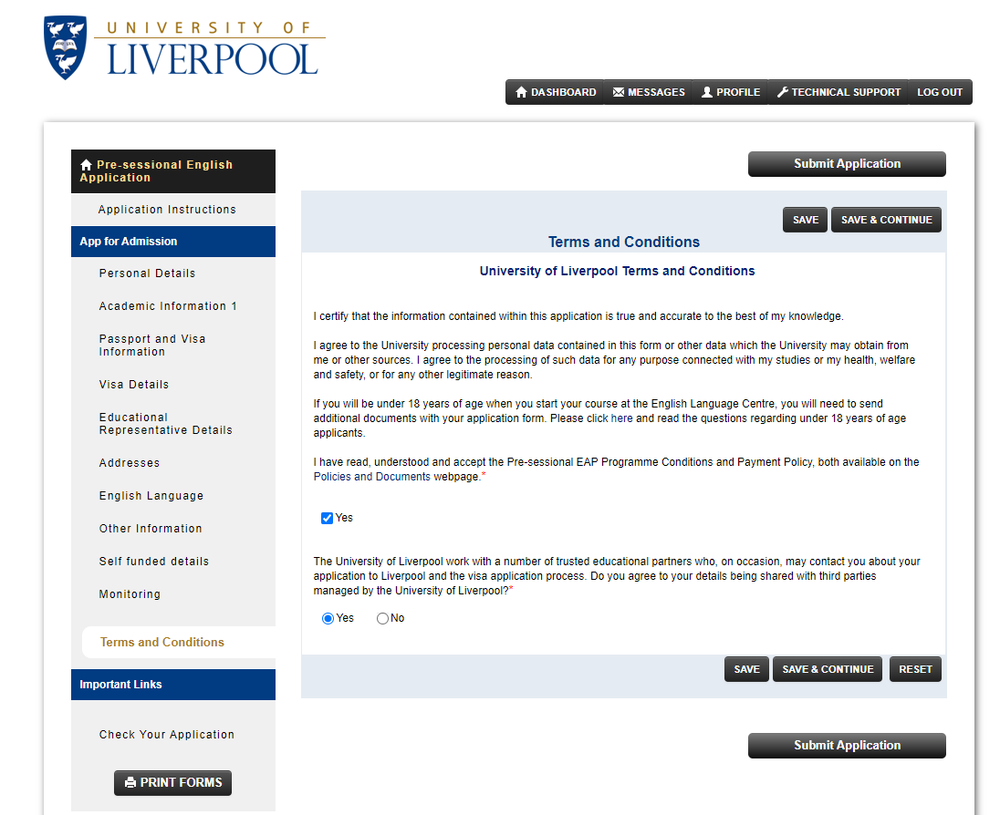 UNIVERSITY OF
LIVERPOOL
DASHBOARD MESSAGES PROFILE TECHNICAL SUPPORT LOG OUT
Pre-sessional English
Application
Application Instructions
App for Admission
Personal Details
Academic Information 1
Passport and Visa
Information
Visa Details
Educational
Representative Details
Addresses
English Language
Other Information
Self funded details
Monitoring
Terms and Conditions
Important Links
Check Your Application
PRINT FORMS
Submit Application
SAVE SAVE & CONTINUE
Terms and Conditions
University of Liverpool Terms and Conditions
I certify that the information contained within this application is true and accurate to the best of my knowledge.
I agree to the University processing personal data contained in this form or other data which the University may obtain from
me or other sources. I agree to the processing of such data for any purpose connected with my studies or my health, welfare
and safety, or for any other legitimate reason.
If you will be under 18 years of age when you start your course at the English Language Centre, you will need to send
additional documents with your application form. Please click here and read the questions regarding under 18 years of age
applicants.
I have read, understood and accept the Pre-sessional EAP Programme Conditions and Payment Policy, both available on the
Policies and Documents webpage.*
Yes
The University of Liverpool work with a number of trusted educational partners who, on occasion, may contact you about your
application to Liverpool and the visa application process. Do you agree to your details being shared with third parties
managed by the University of Liverpool?*
Yes No
SAVE SAVE & CONTINUE RESET
Submit Application